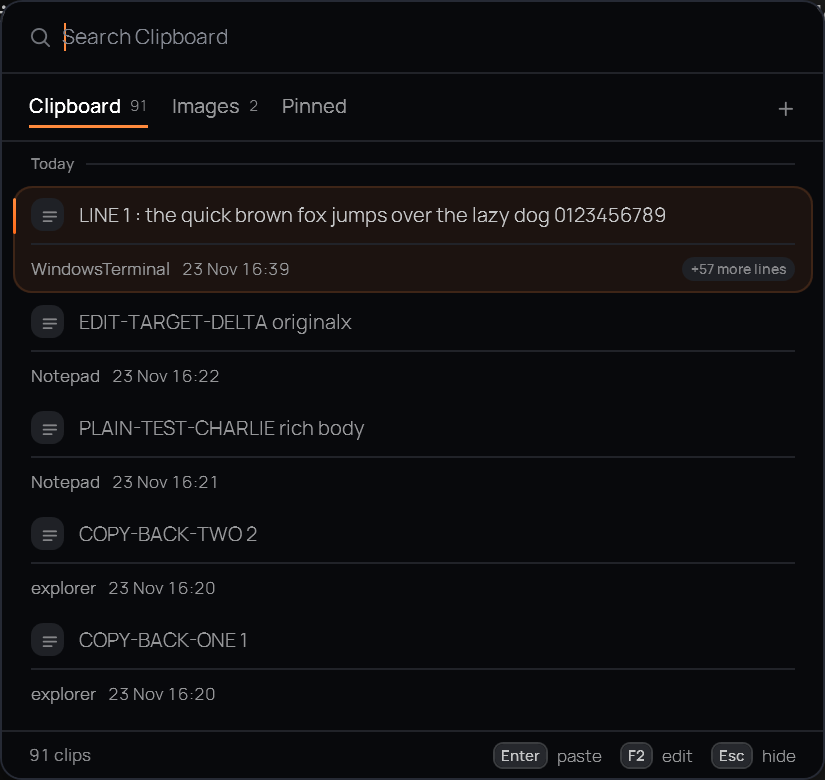 Search Clipboard
Clipboard 91 Images 2 Pinned +
Today
LINE 1 : the quick brown fox jumps over the lazy dog 0123456789
WindowsTerminal 23 Nov 16:39 +57 more lines
EDIT-TARGET-DELTA originalx
Notepad 23 Nov 16:22
PLAIN-TEST-CHARLIE rich body
Notepad 23 Nov 16:21
COPY-BACK-TWO 2
explorer 23 Nov 16:20
COPY-BACK-ONE 1
explorer 23 Nov 16:20
91 clips Enter paste F2 edit Esc hide